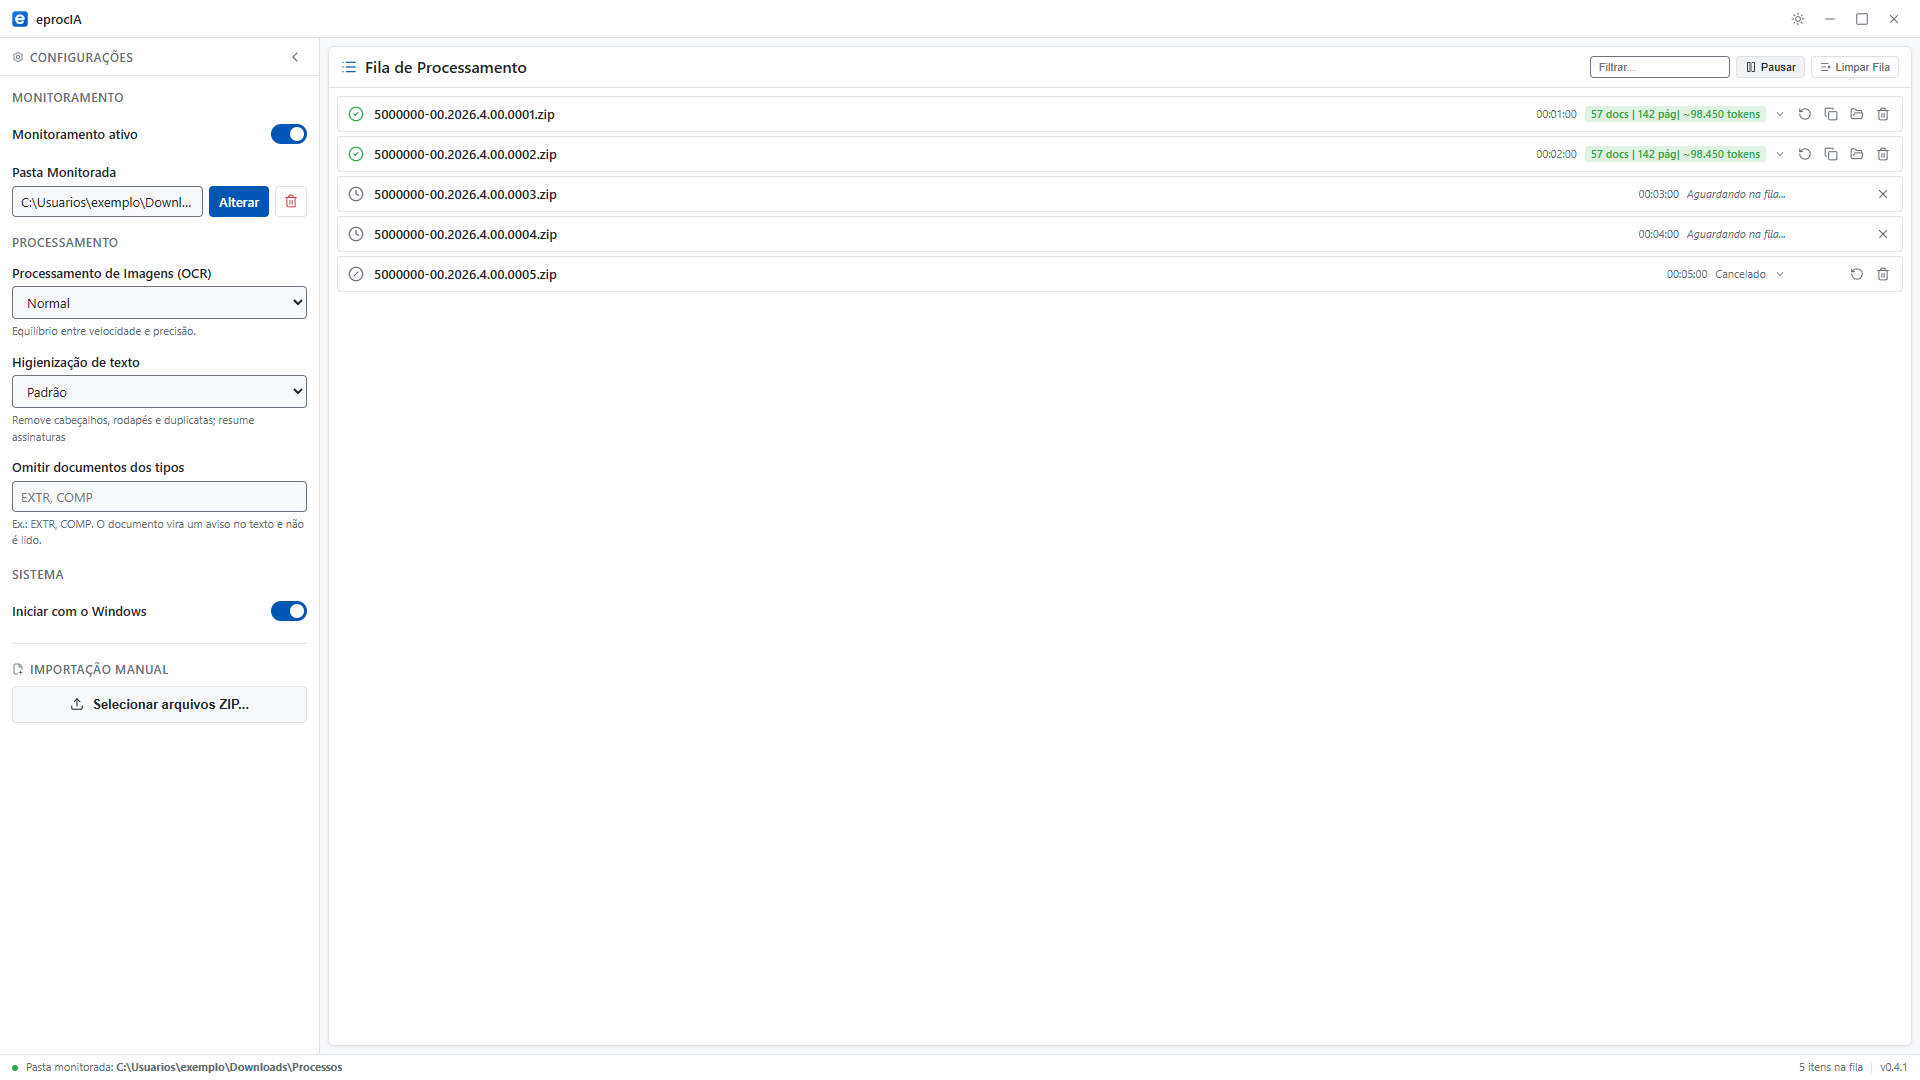 eprocIA
CONFIGURAÇÕES
MONITORAMENTO
Monitoramento ativo
Pasta Monitorada
C:\Usuarios\exemplo\Downl...
Alterar
PROCESSAMENTO
Processamento de Imagens (OCR)
Normal
Equilíbrio entre velocidade e precisão.
Higienização de texto
Padrão
Remove cabeçalhos, rodapés e duplicatas; resume
assinaturas
Omitir documentos dos tipos
EXTR, COMP
Ex.: EXTR, COMP. O documento vira um aviso no texto e não
é lido.
SISTEMA
Iniciar com o Windows
IMPORTAÇÃO MANUAL
Selecionar arquivos ZIP...
Fila de Processamento
Filtrar...
Pausar
Limpar Fila
5000000-00.2026.4.00.0001.zip 00:01:00 57 docs | 142 pág| ~98.450 tokens
5000000-00.2026.4.00.0002.zip 00:02:00 57 docs | 142 pág| ~98.450 tokens
5000000-00.2026.4.00.0003.zip 00:03:00 Aguardando na fila...
5000000-00.2026.4.00.0004.zip 00:04:00 Aguardando na fila...
5000000-00.2026.4.00.0005.zip 00:05:00 Cancelado
Pasta monitorada: C:\Usuarios\exemplo\Downloads\Processos
5 itens na fila | v0.4.1